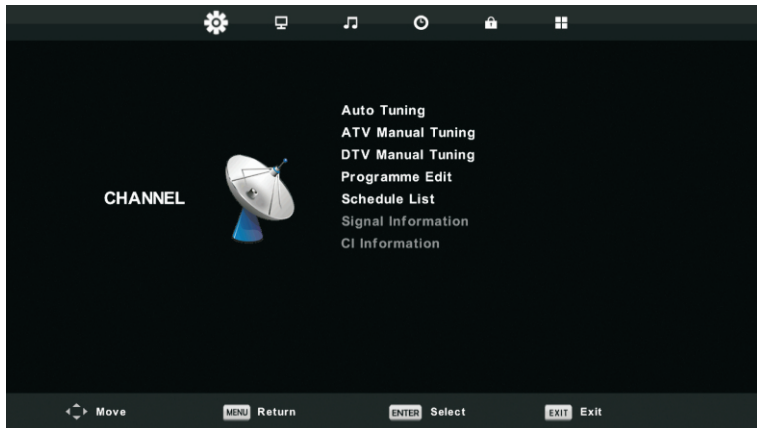 Auto Tuning
ATV Manual Tuning
DTV Manual Tuning
Programme Edit
CHANNEL
Schedule List
Signal Information
CI Information
Move
MENU Return
ENTER Select
EXIT Exit